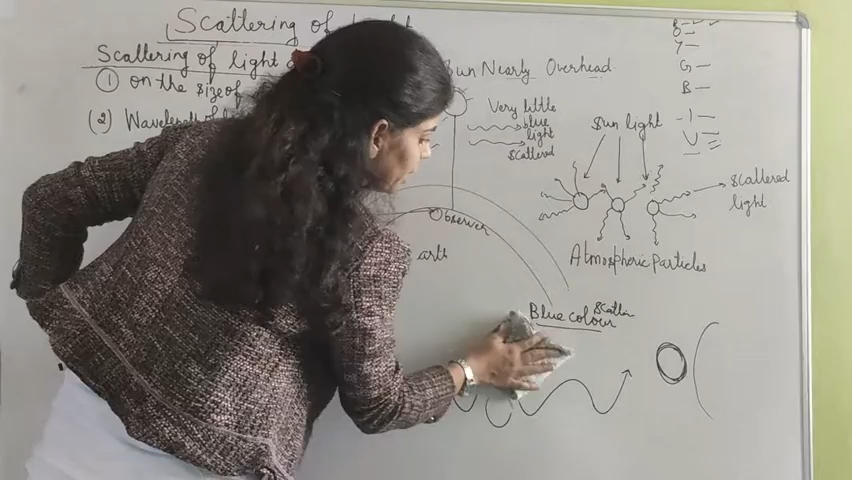 Scattering of
Scattering of light
① on the size of
(2) Wavelength of
Sun Nearly Overhead
Very little
blue
light
Scattered
Observer
Sun light
Scattered
light
Atmospheric Particles
Blue colour
O —
Y —
G —
B —
I —
V —